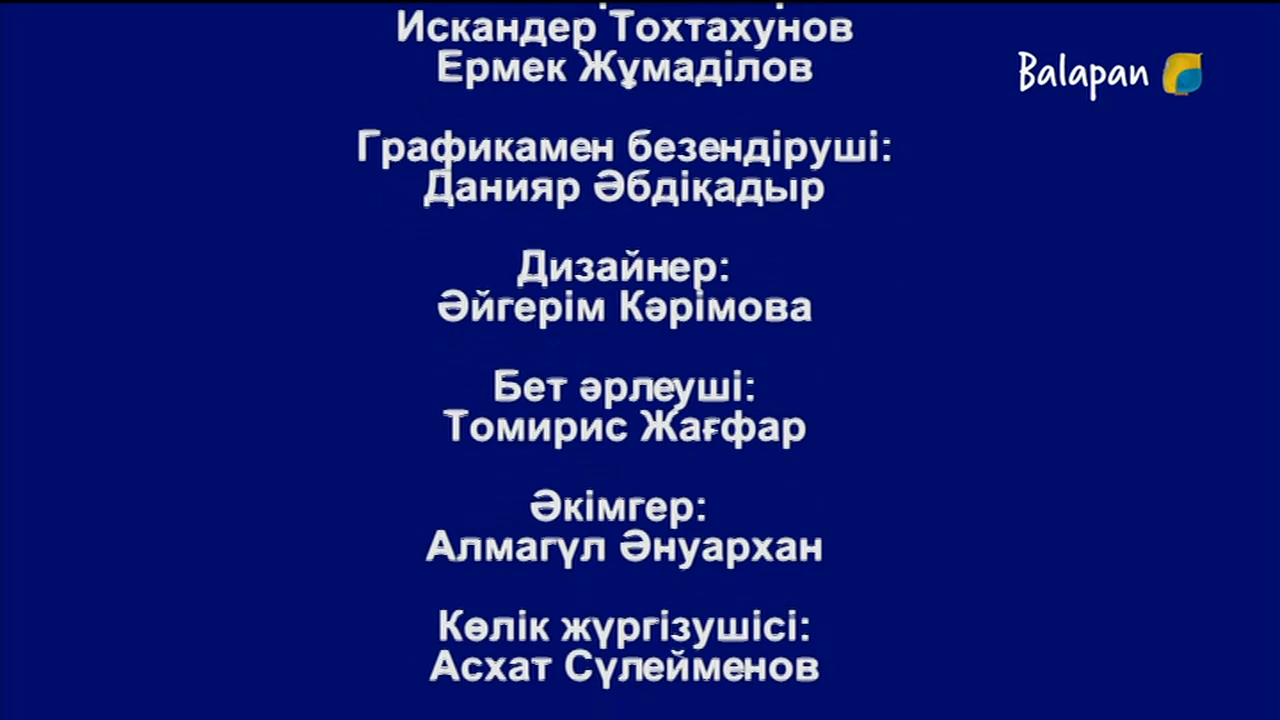 Искандер Тохтахунов
Ермек Жұмаділов
Balapan
Графикамен безендіруші:
Данияр Әбдіқадыр
Дизайнер:
Әйгерім Кәрімова
Бет әрлеуші:
Томирис Жағфар
Әкімгер:
Алмагүл Әнуархан
Көлік жүргізушісі:
Асхат Сүлейменов